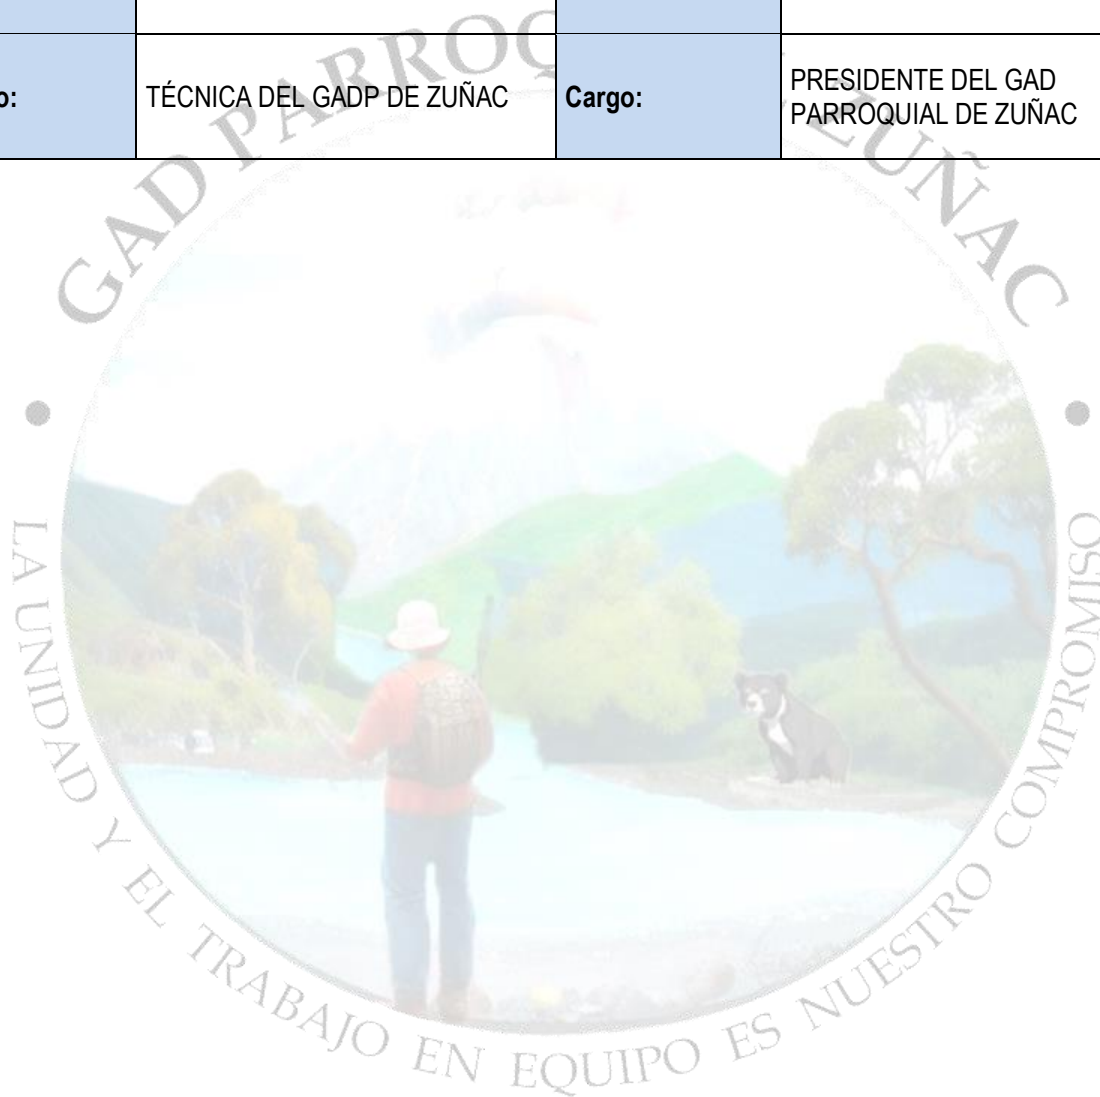 o:
TÉCNICA DEL GADP DE ZUÑAC
Cargo:
PRESIDENTE DEL GAD
PARROQUIAL DE ZUÑAC
GAD PARROQ ZUÑAC
LA UNIDAD Y EL TRABAJO EN EQUIPO ES NUESTRO COMPROMISO